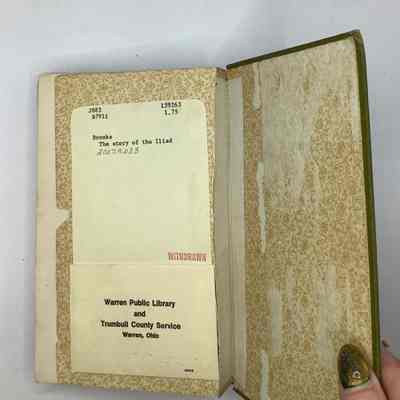 J883 139263
B7911 1.75
Brooks
The story of the Iliad
WITHDRAWN
Warren Public Library
and
Trumbull County Service
Warren, Ohio